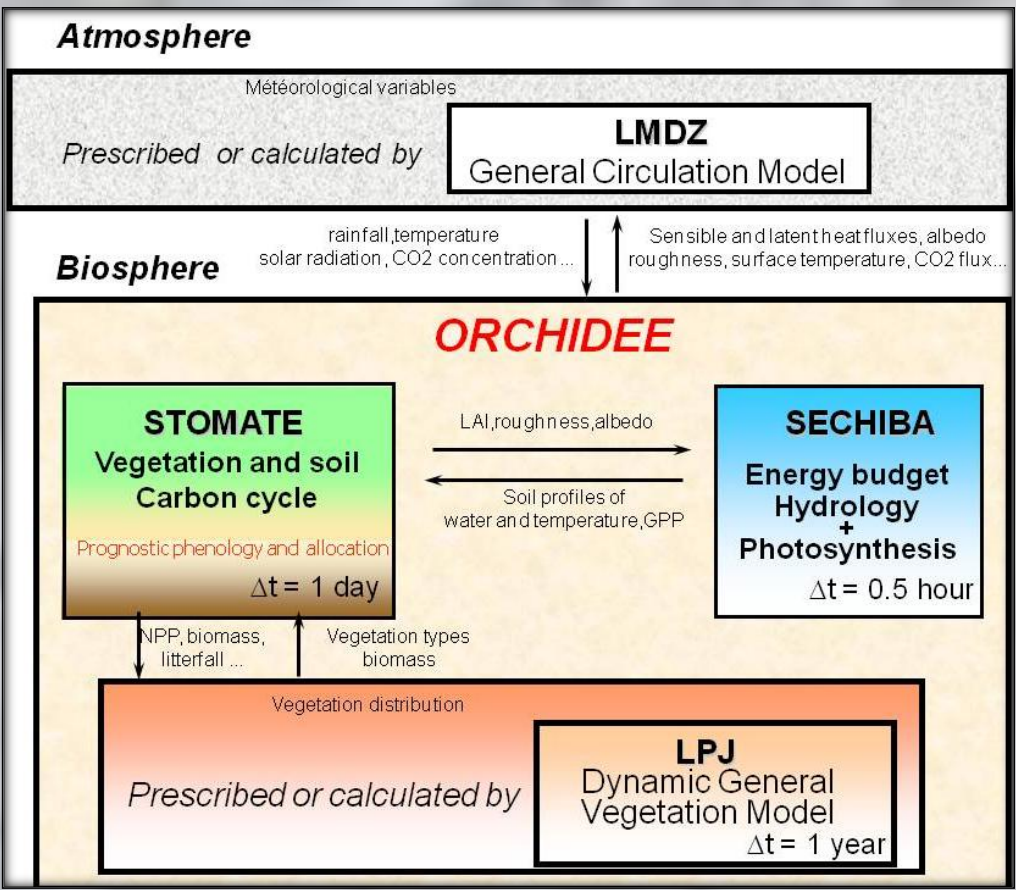 Atmosphere
Météorological variables
Prescribed or calculated by
LMDZ
General Circulation Model
rainfall,temperature
solar radiation, CO2 concentration...
Sensible and latent heat fluxes, albedo
roughness, surface temperature, CO2 flux...
Biosphere
ORCHIDEE
STOMATE
Vegetation and soil
Carbon cycle
Prognostic phenology and allocation
Δt = 1 day
LAI,roughness,albedo
Soil profiles of
water and temperature,GPP
SECHIBA
Energy budget
Hydrology
+
Photosynthesis
Δt = 0.5 hour
NPP, biomass,
litterfall ...
Vegetation types
biomass
Vegetation distribution
Prescribed or calculated by
LPJ
Dynamic General
Vegetation Model
Δt = 1 year